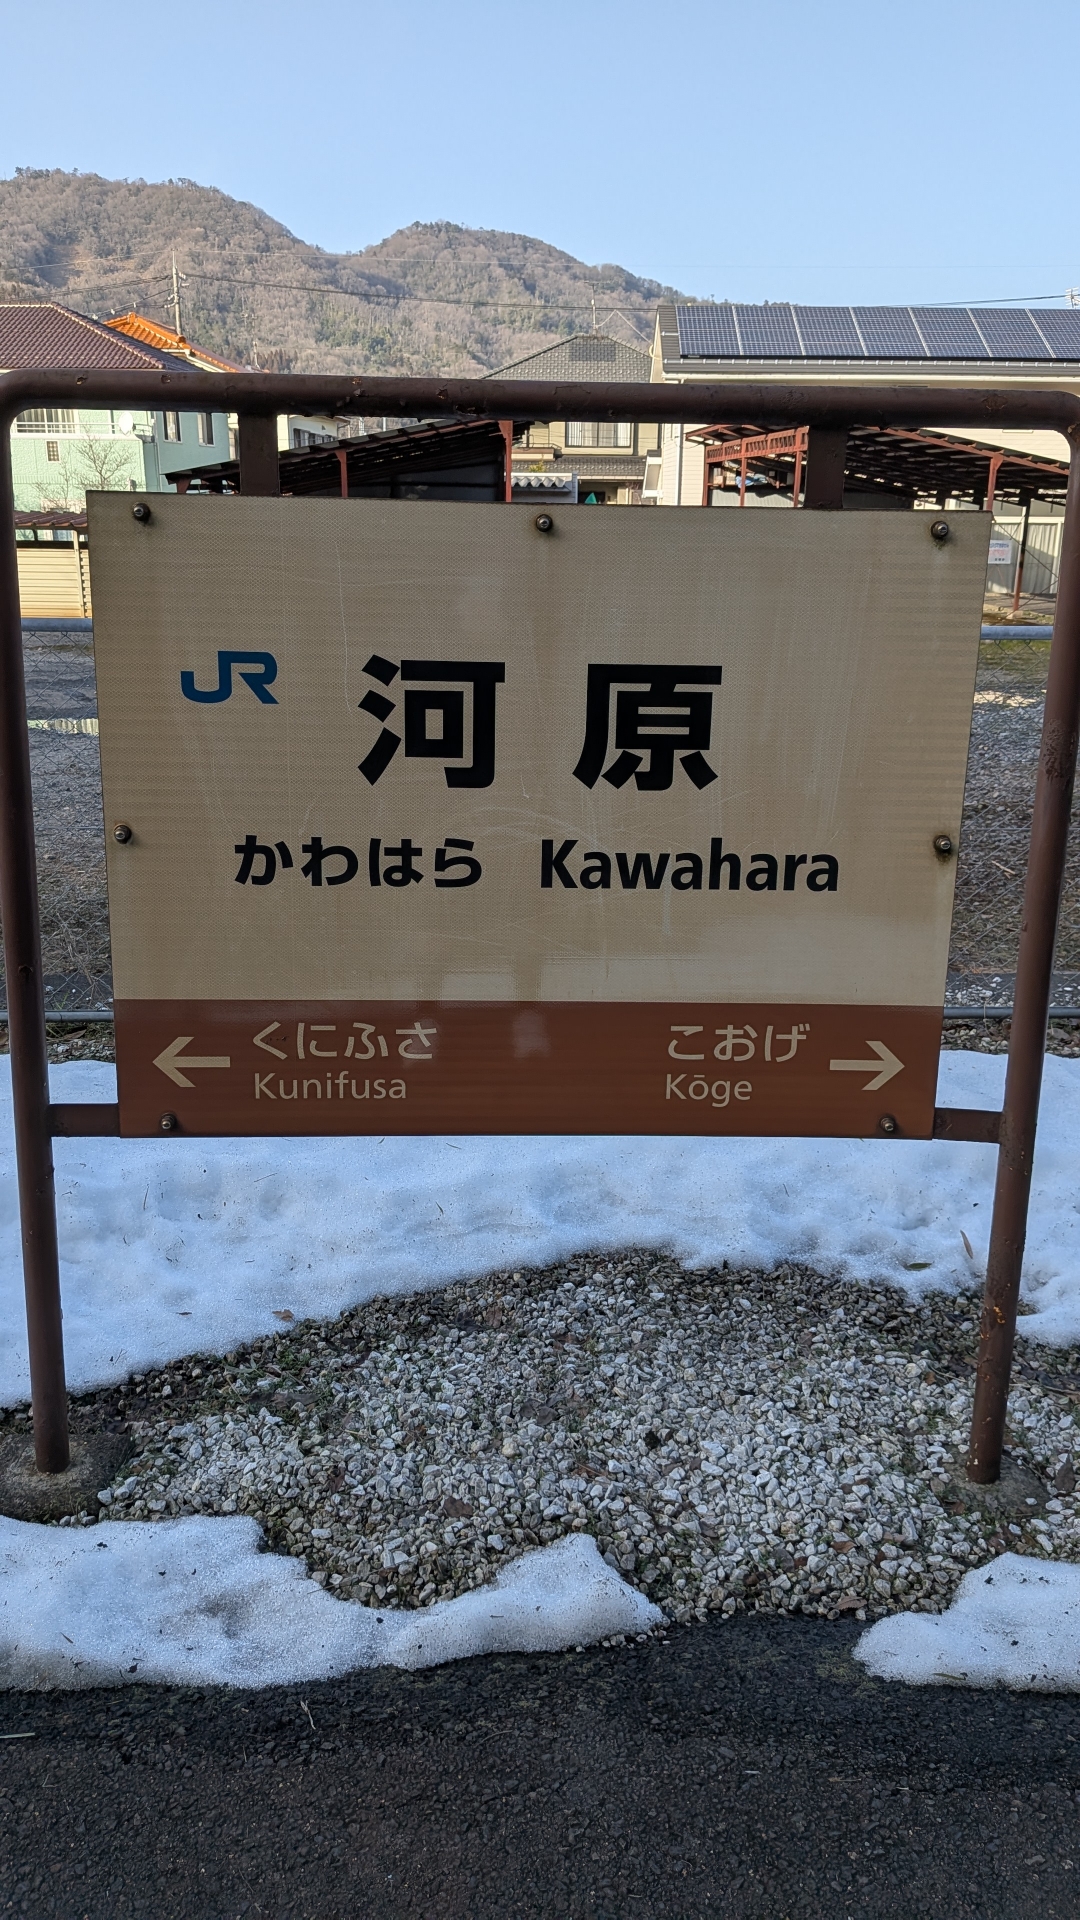 JR 河原
かわはら Kawahara
← くにふさ こおげ →
Kunifusa Kōge